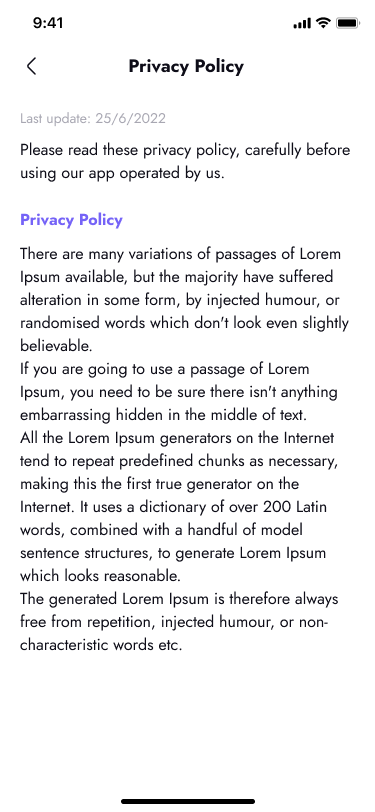 9:41
Privacy Policy
Last update: 25/6/2022
Please read these privacy policy, carefully before
using our app operated by us.
Privacy Policy
There are many variations of passages of Lorem
Ipsum available, but the majority have suffered
alteration in some form, by injected humour, or
randomised words which don't look even slightly
believable.
If you are going to use a passage of Lorem
Ipsum, you need to be sure there isn't anything
embarrassing hidden in the middle of text.
All the Lorem Ipsum generators on the Internet
tend to repeat predefined chunks as necessary,
making this the first true generator on the
Internet. It uses a dictionary of over 200 Latin
words, combined with a handful of model
sentence structures, to generate Lorem Ipsum
which looks reasonable.
The generated Lorem Ipsum is therefore always
free from repetition, injected humour, or non-
characteristic words etc.